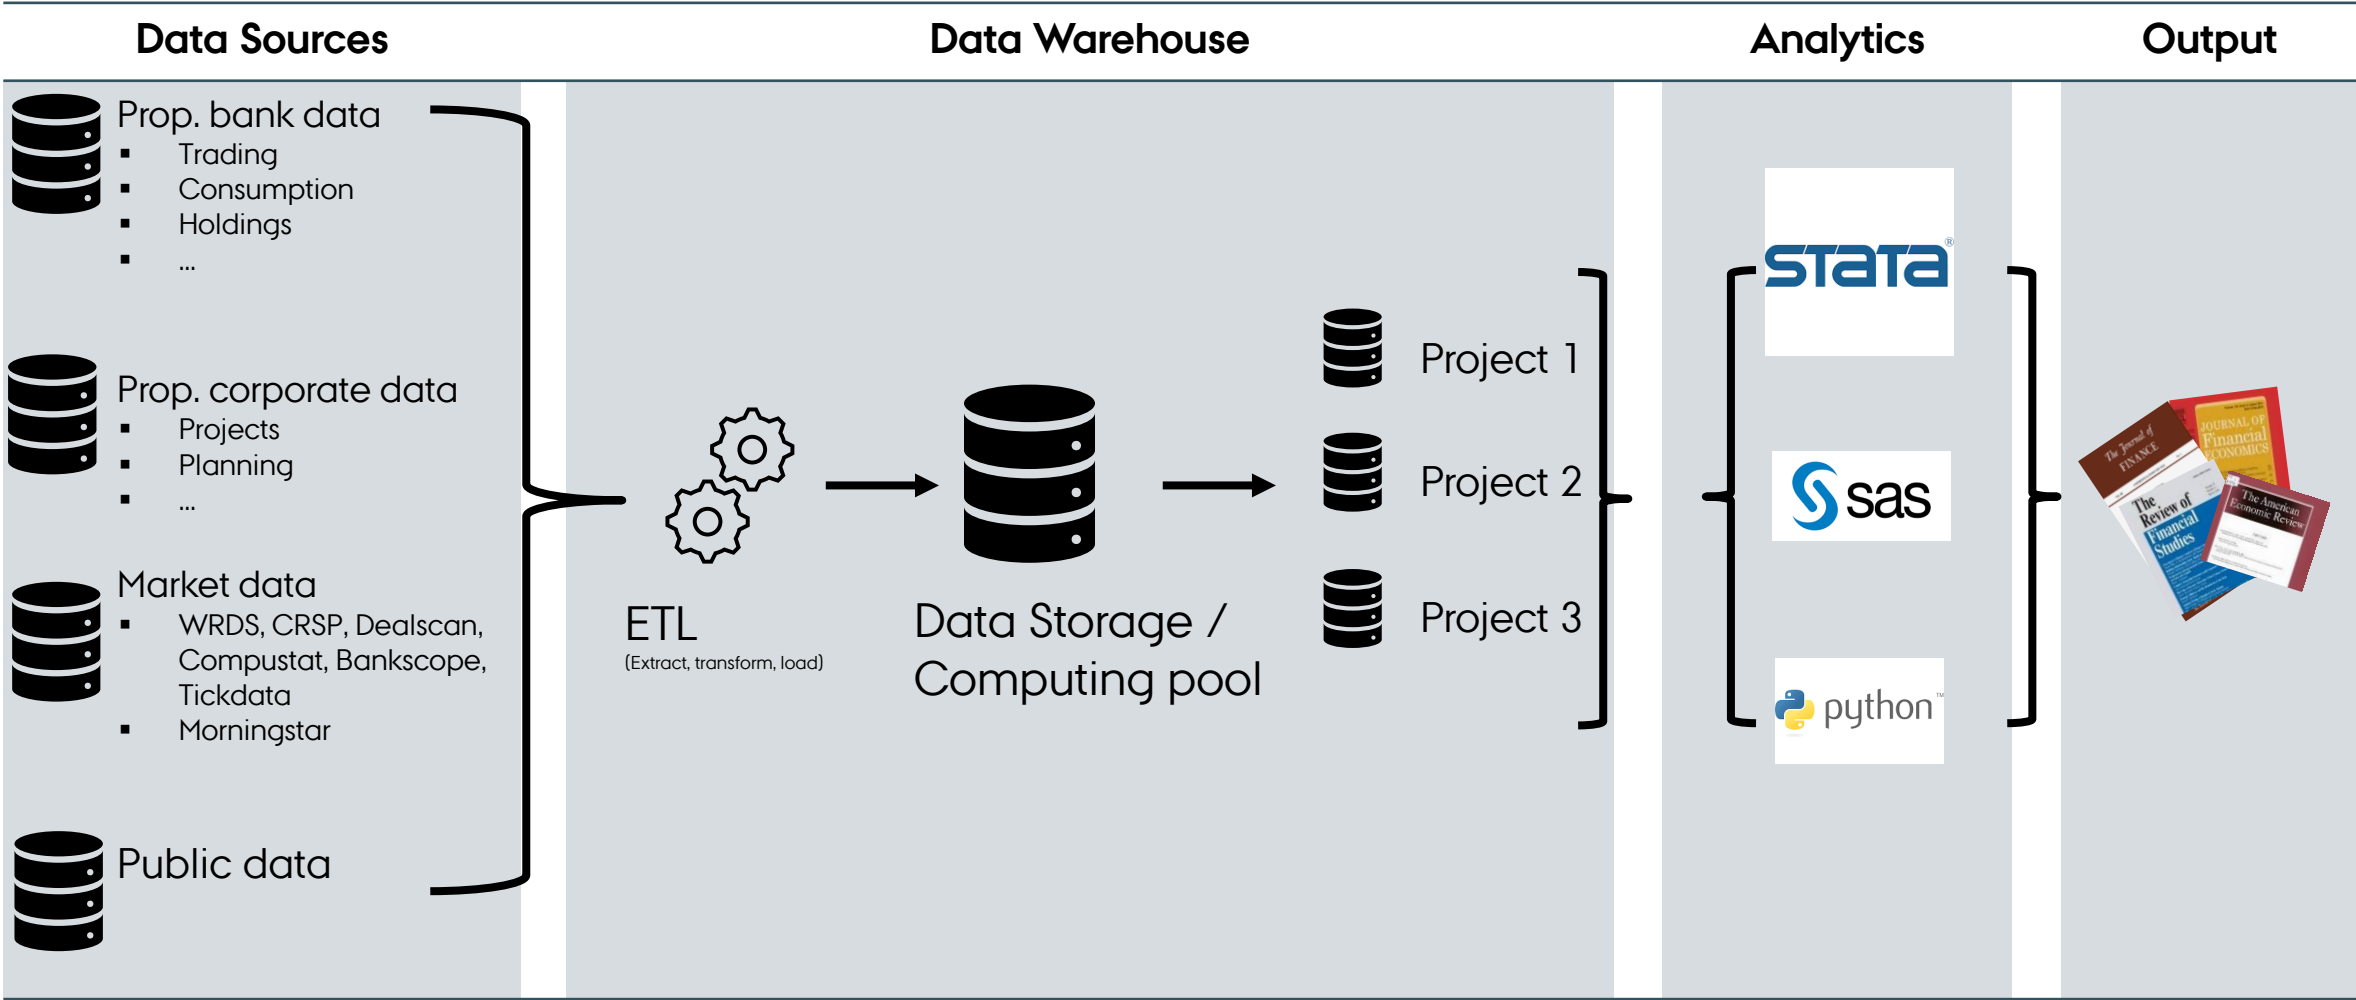 Data Sources
Data Warehouse
Analytics
Output
Prop. bank data
▪ Trading
▪ Consumption
▪ Holdings
▪ ...
Prop. corporate data
▪ Projects
▪ Planning
▪ ...
Market data
▪ WRDS, CRSP, Dealscan,
Compustat, Bankscope,
Tickdata
▪ Morningstar
Public data
ETL
(Extract, transform, load)
Data Storage /
Computing pool
Project 1
Project 2
Project 3
STATA®
sas
python™
The Journal of
FINANCE
JOURNAL OF
Financial
ECONOMICS
The
Review of
Financial
Studies
The American
Economic Review